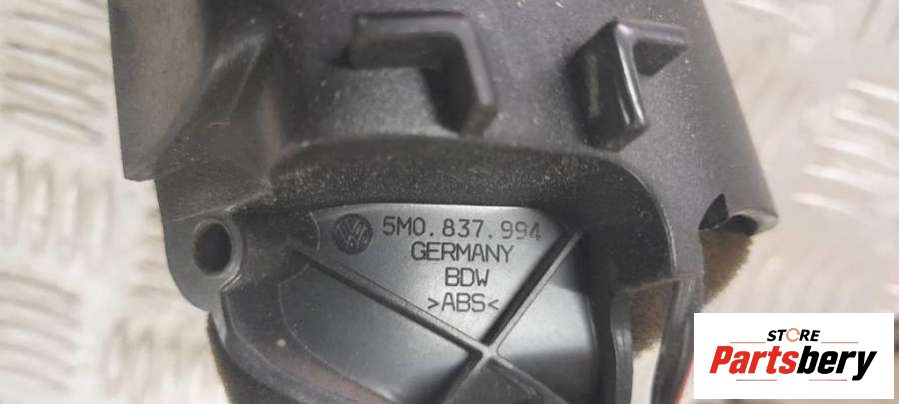 5M0.837.994
GERMANY
BDW
>ABS<
STORE
Partsbery